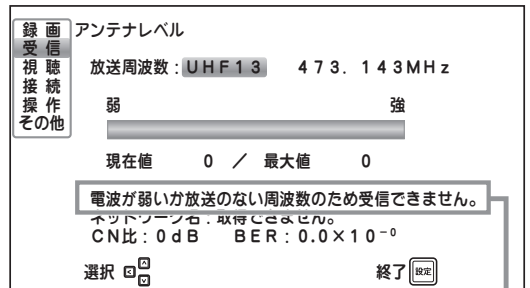 録画
受信
視聴
接続
操作
その他
アンテナレベル
放送周波数:UHF13 473.143MHz
弱 強
現在値 0 / 最大値 0
電波が弱いか放送のない周波数のため受信できません。
ネットワーク名:取得できません。
CN比:0dB BER:0.0×10⁻⁰
選択 終了 設定